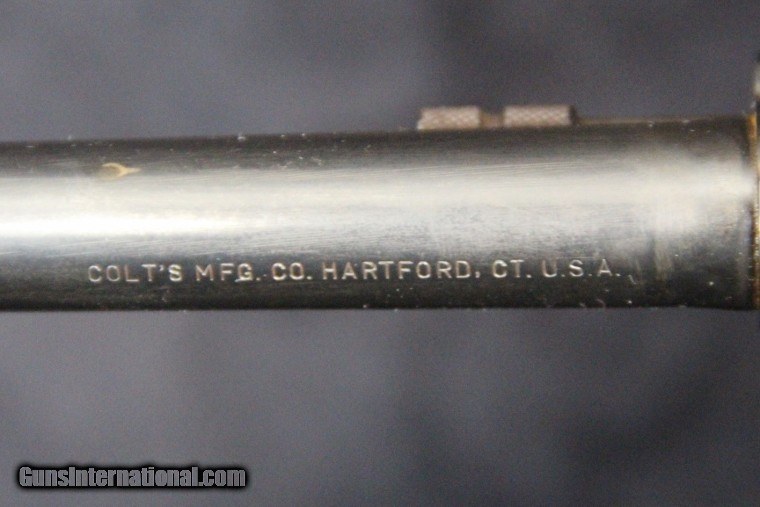 COLT'S MFG. CO. HARTFORD, CT. U.S.A.
GunsInternational.com